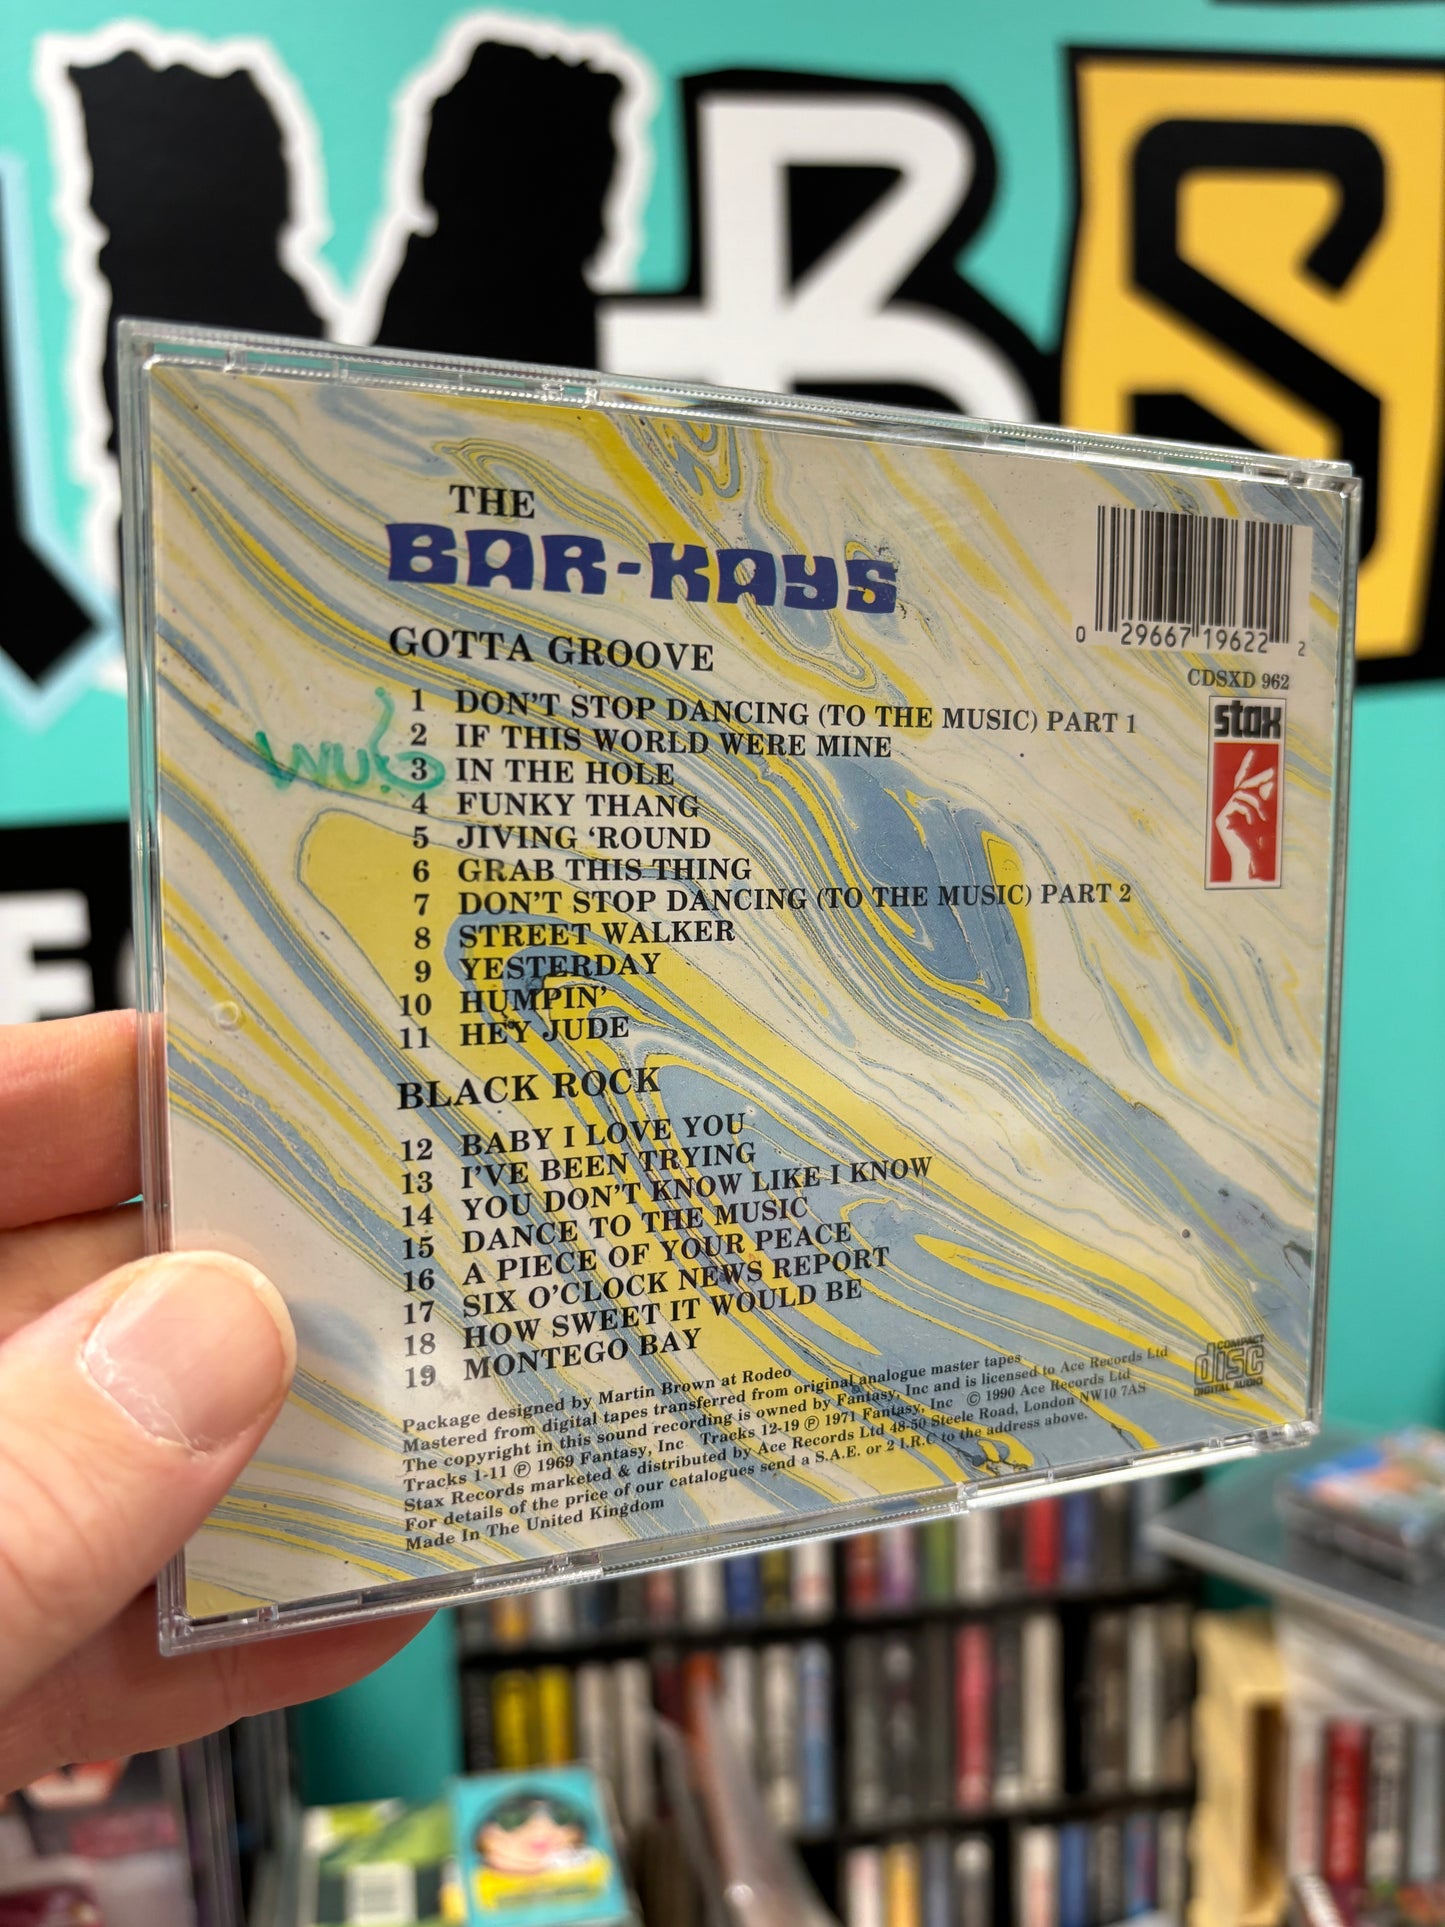 THE
BAR-KAYS
GOTTA GROOVE
1 DON'T STOP DANCING (TO THE MUSIC) PART 1
2 IF THIS WORLD WERE MINE
3 IN THE HOLE
4 FUNKY THANG
5 JIVING ‘ROUND
6 GRAB THIS THING
7 DON'T STOP DANCING (TO THE MUSIC) PART 2
8 STREET WALKER
9 YESTERDAY
10 HUMPIN'
11 HEY JUDE
BLACK ROCK
12 BABY I LOVE YOU
13 I'VE BEEN TRYING
14 YOU DON'T KNOW LIKE I KNOW
15 DANCE TO THE MUSIC
16 A PIECE OF YOUR PEACE
17 SIX O'CLOCK NEWS REPORT
18 HOW SWEET IT WOULD BE
19 MONTEGO BAY
Package designed by Martin Brown at Rodeo
Mastered from digital tapes transferred from original analogue master tapes
The copyright in this sound recording is owned by Fantasy, Inc and is licensed to Ace Records Ltd
Tracks 1-11 ℗ 1969 Fantasy, Inc Tracks 12-19 ℗ 1971 Fantasy, Inc © 1990 Ace Records Ltd
Stax Records marketed & distributed by Ace Records Ltd 48-50 Steele Road, London NW10 7AS
For details of the price of our catalogues send a S.A.E. or 2 I.R.C to the address above.
Made In The United Kingdom
0 29667 19622 2
CDSXD 962
stax
COMPACT
disc
DIGITAL AUDIO
BS